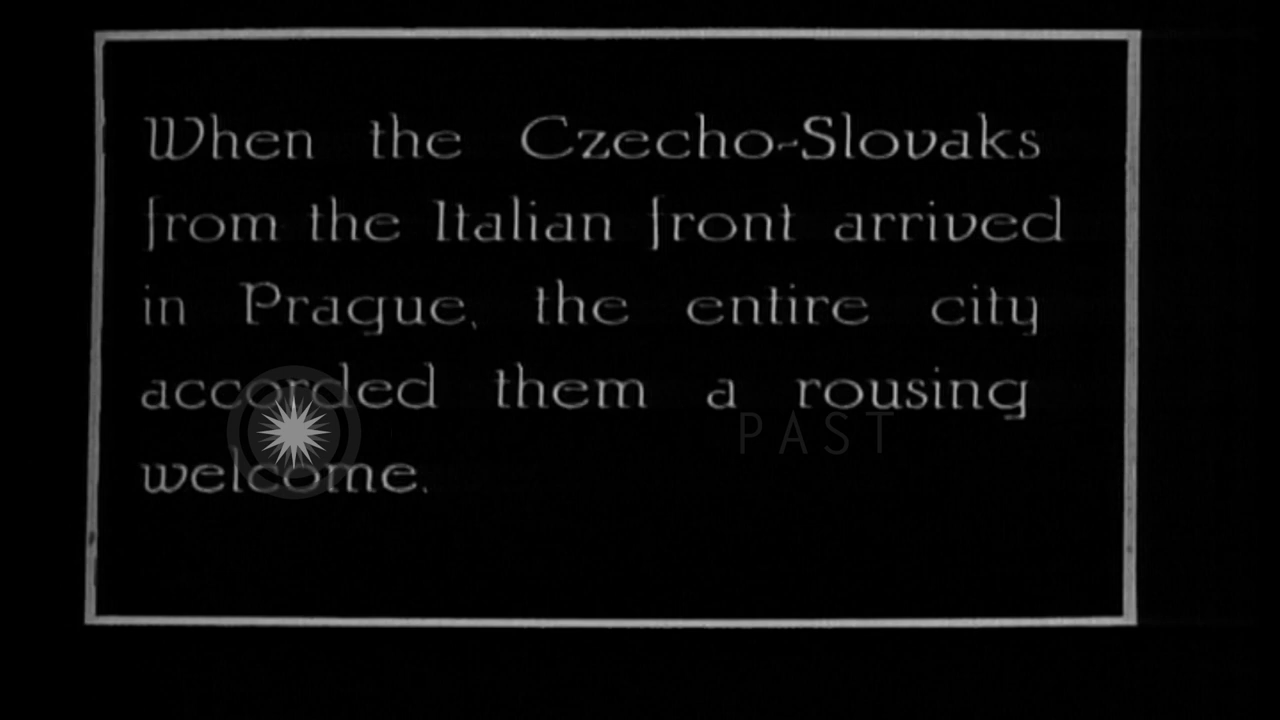 When the Czecho-Slovaks
from the Italian front arrived
in Prague, the entire city
accorded them a rousing
welcome.
PAST